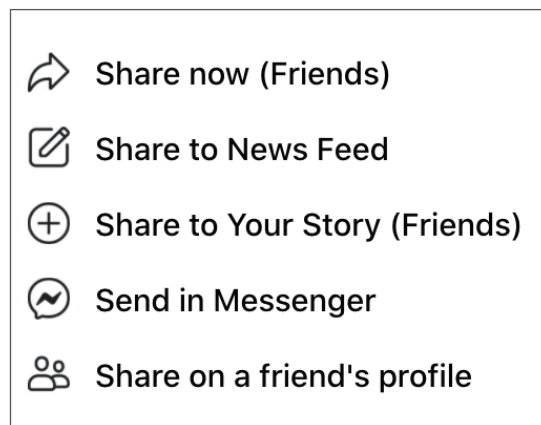 Share now (Friends)
Share to News Feed
Share to Your Story (Friends)
Send in Messenger
Share on a friend's profile